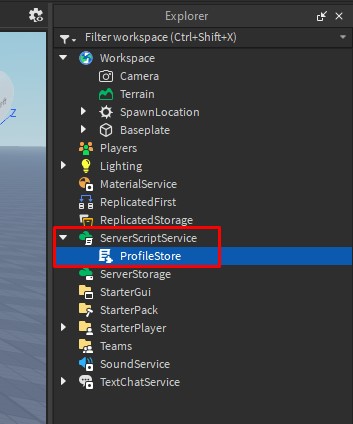 Explorer
Filter workspace (Ctrl+Shift+X)
Workspace
Camera
Terrain
SpawnLocation
Baseplate
Players
Lighting
MaterialService
ReplicatedFirst
ReplicatedStorage
ServerScriptService
ProfileStore
ServerStorage
StarterGui
StarterPack
StarterPlayer
Teams
SoundService
TextChatService
Z